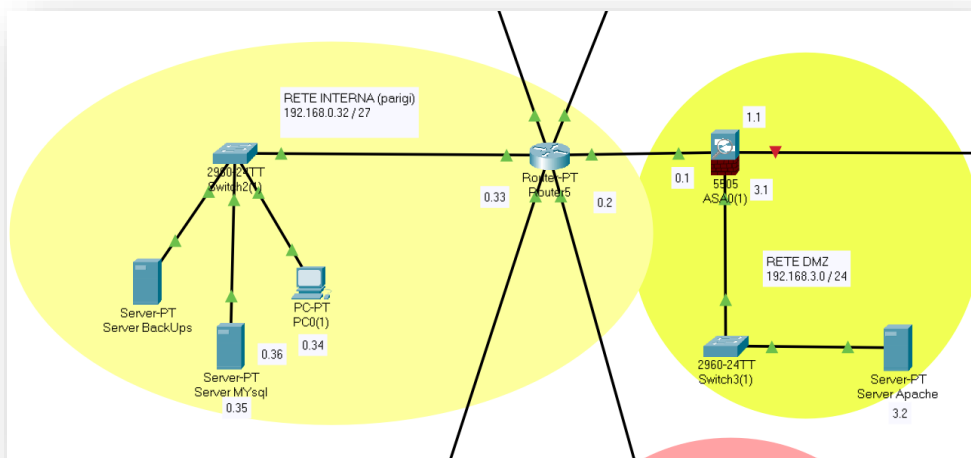 RETE INTERNA (parigi)
192.168.0.32 / 27
1.1
2960-24TT
Switch2(1)
Router-PT
Router5
0.33
0.2
0.1
5505
ASA0(1)
3.1
RETE DMZ
192.168.3.0 / 24
Server-PT
Server BackUps
PC-PT
PC0(1)
0.34
0.36
Server-PT
Server MYsql
0.35
2960-24TT
Switch3(1)
Server-PT
Server Apache
3.2